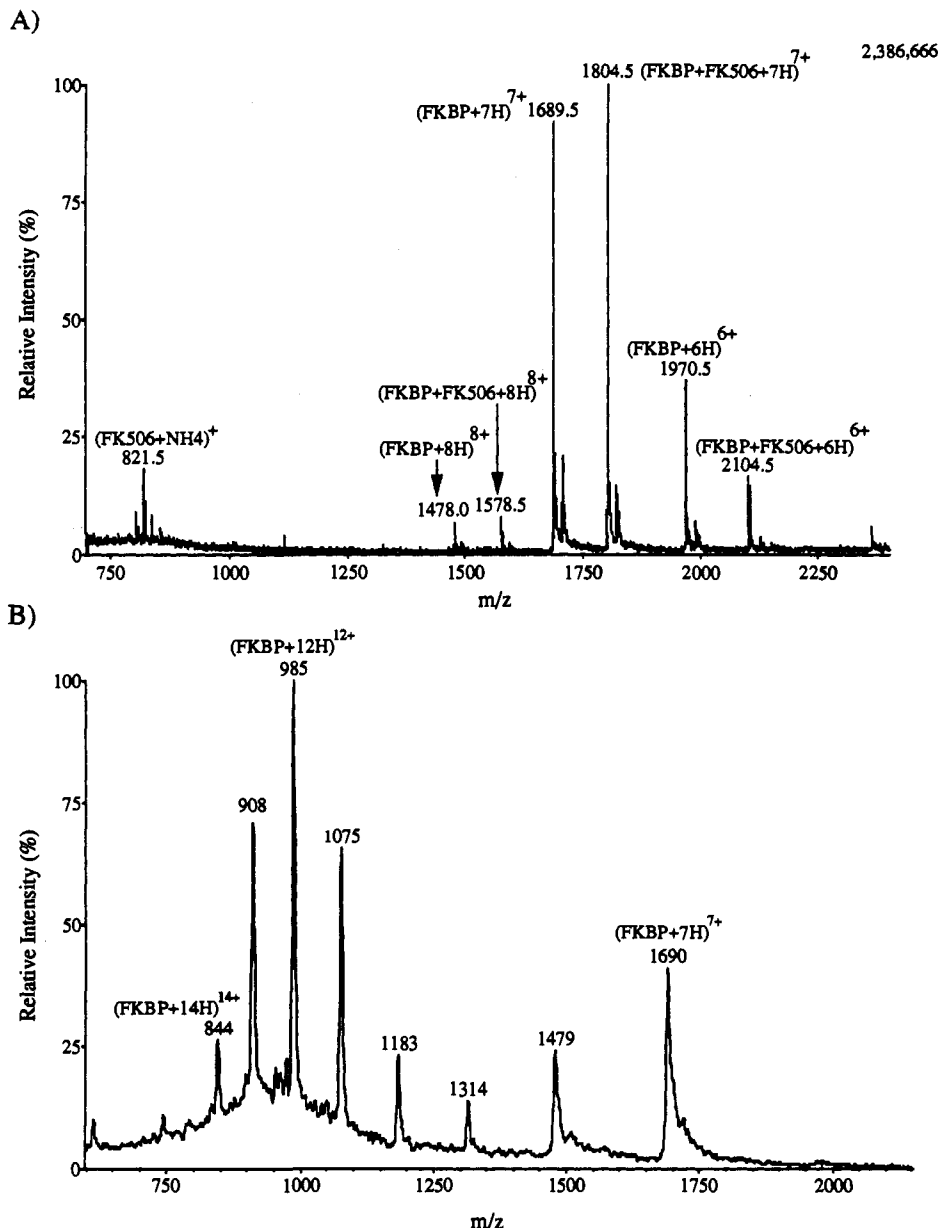 A)
2,386,666
1804.5 (FKBP+FK506+7H)7+
(FKBP+7H)7+ 1689.5
100
75
50
25
0
Relative Intensity (%)
(FKBP+6H)6+
1970.5
(FKBP+FK506+8H)8+
(FKBP+8H)8+
(FK506+NH4)+
821.5
(FKBP+FK506+6H)6+
2104.5
1478.0
1578.5
750 1000 1250 1500 1750 2000 2250
m/z
B)
(FKBP+12H)12+
985
100
75
50
25
0
Relative Intensity (%)
908
1075
(FKBP+7H)7+
1690
(FKBP+14H)14+
844
1183
1314
1479
750 1000 1250 1500 1750 2000
m/z